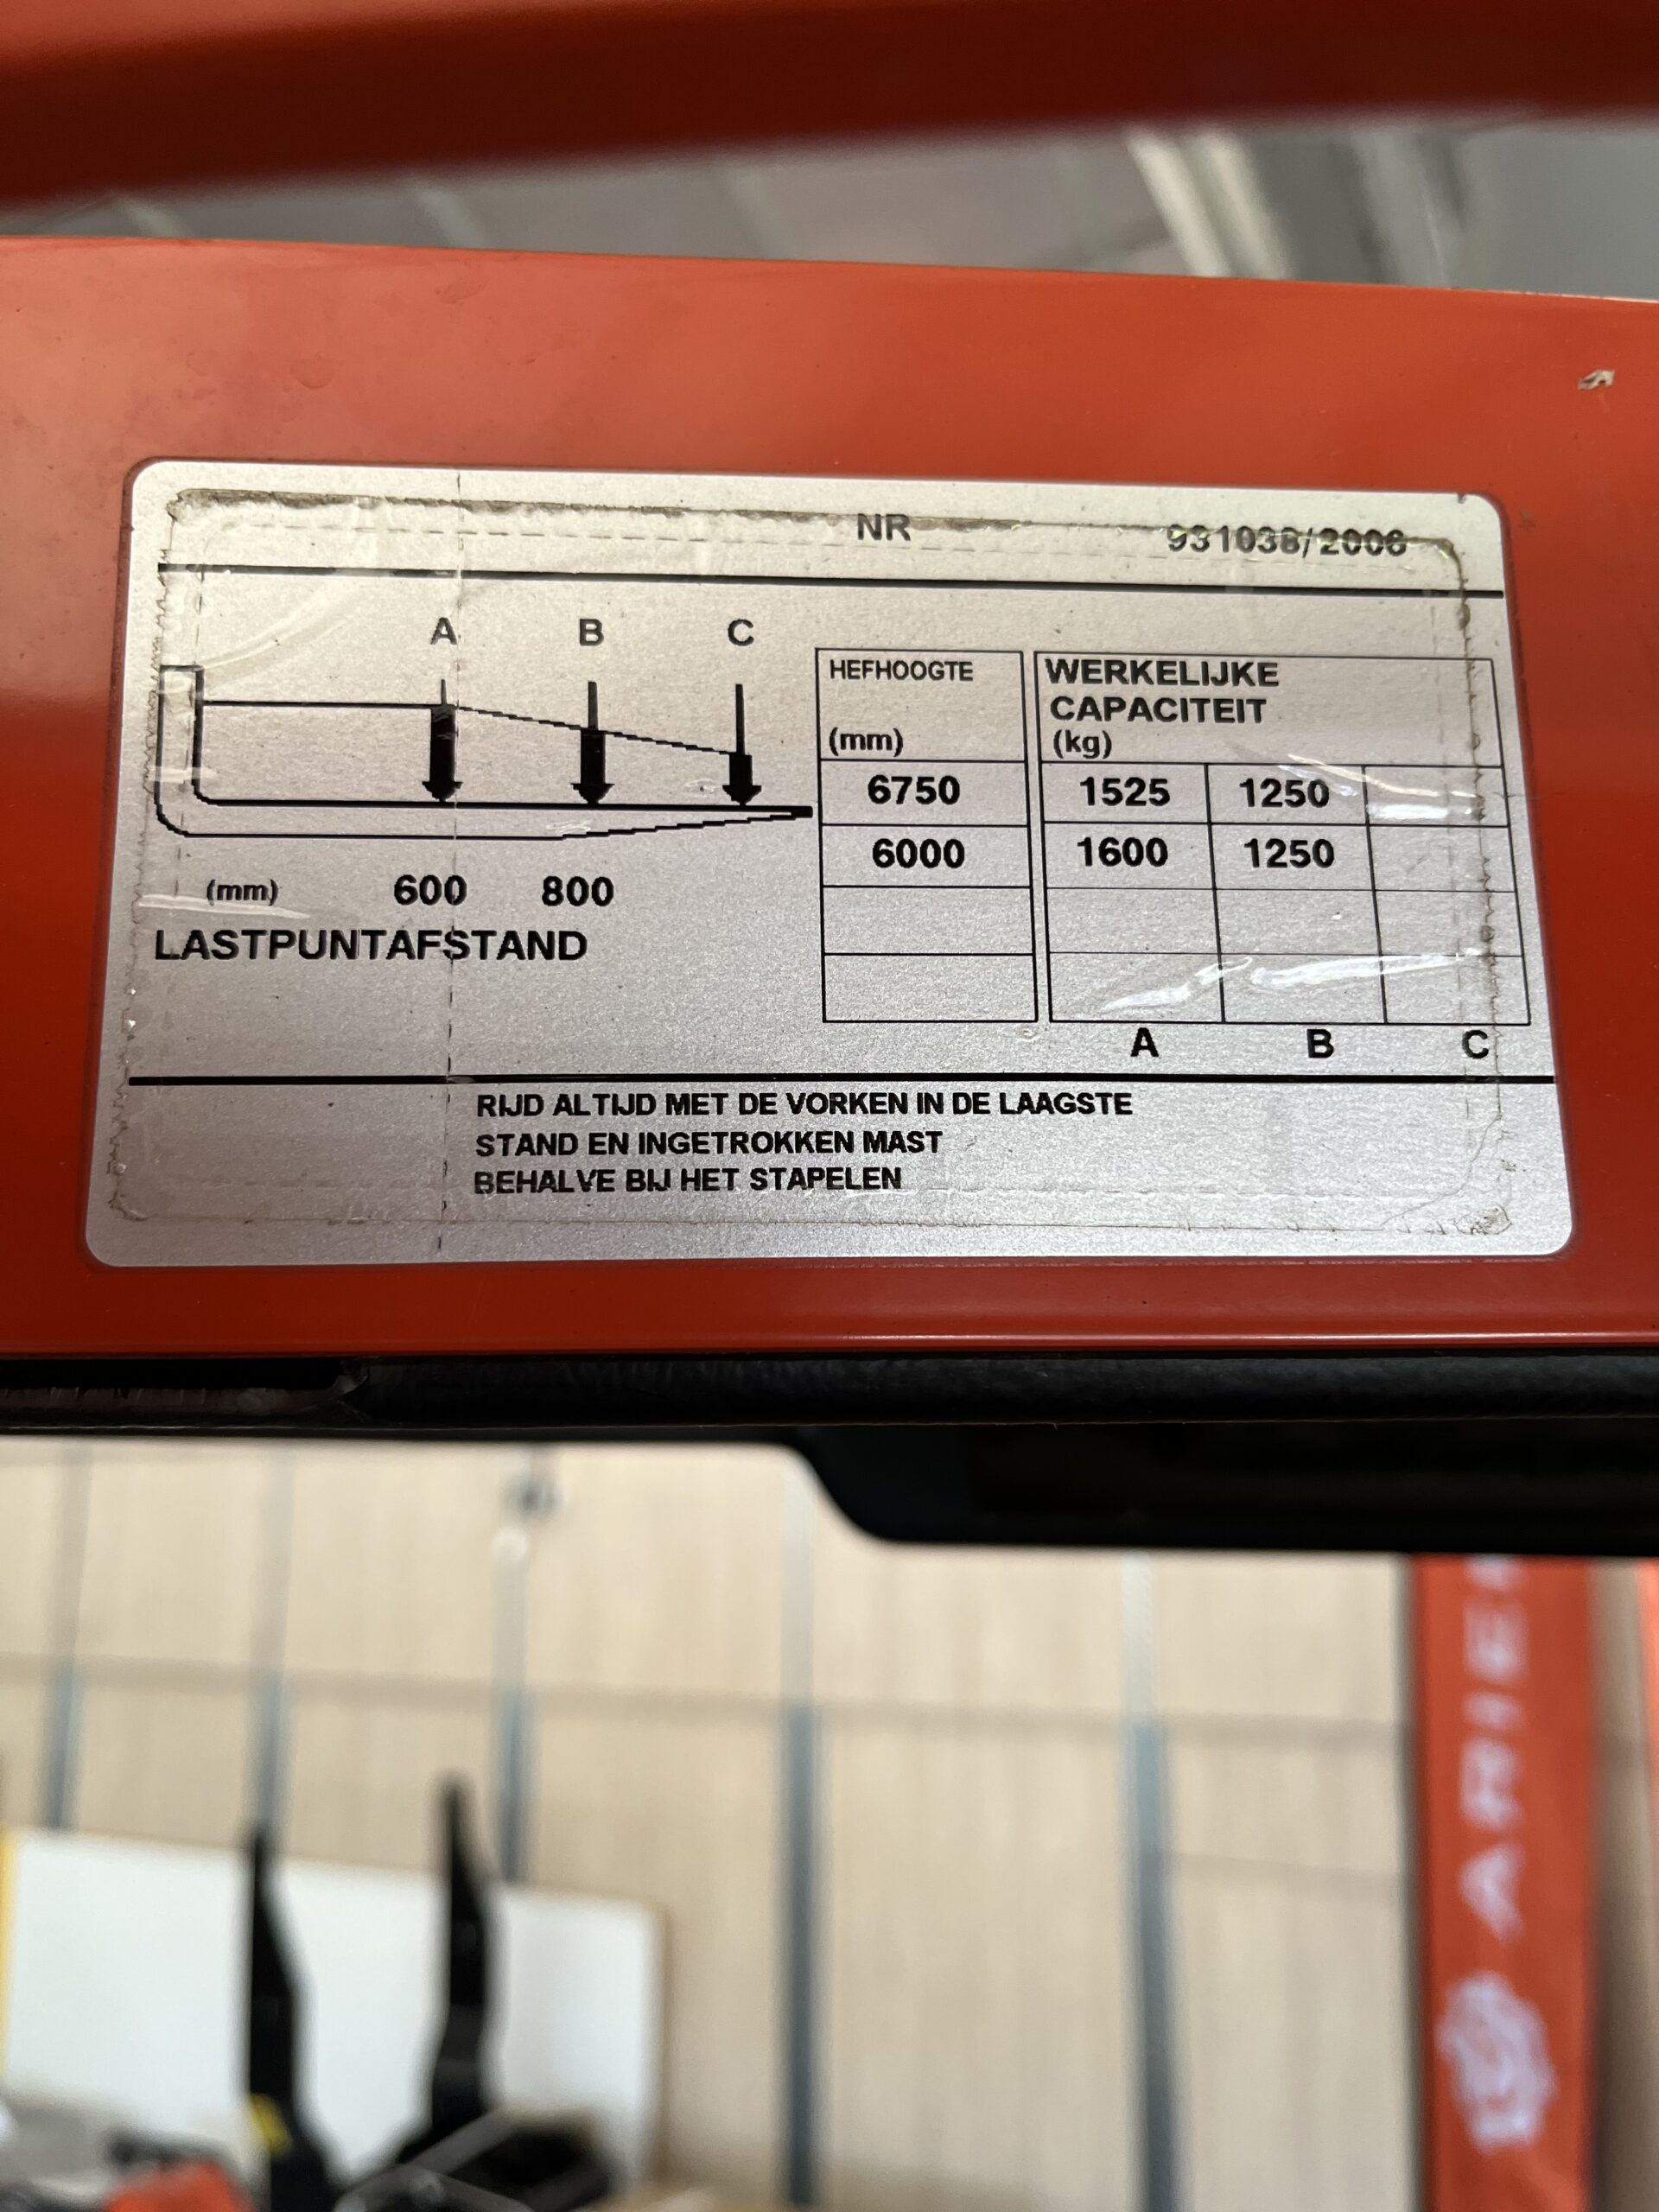 NR 931038/2006
A B C
(mm) 600 800
LASTPUNTAFSTAND
HEFHOOGTE
(mm)
WERKELIJKE
CAPACITEIT
(kg)
6750 1525 1250
6000 1600 1250
A B C
RIJD ALTIJD MET DE VORKEN IN DE LAAGSTE
STAND EN INGETROKKEN MAST
BEHALVE BIJ HET STAPELEN